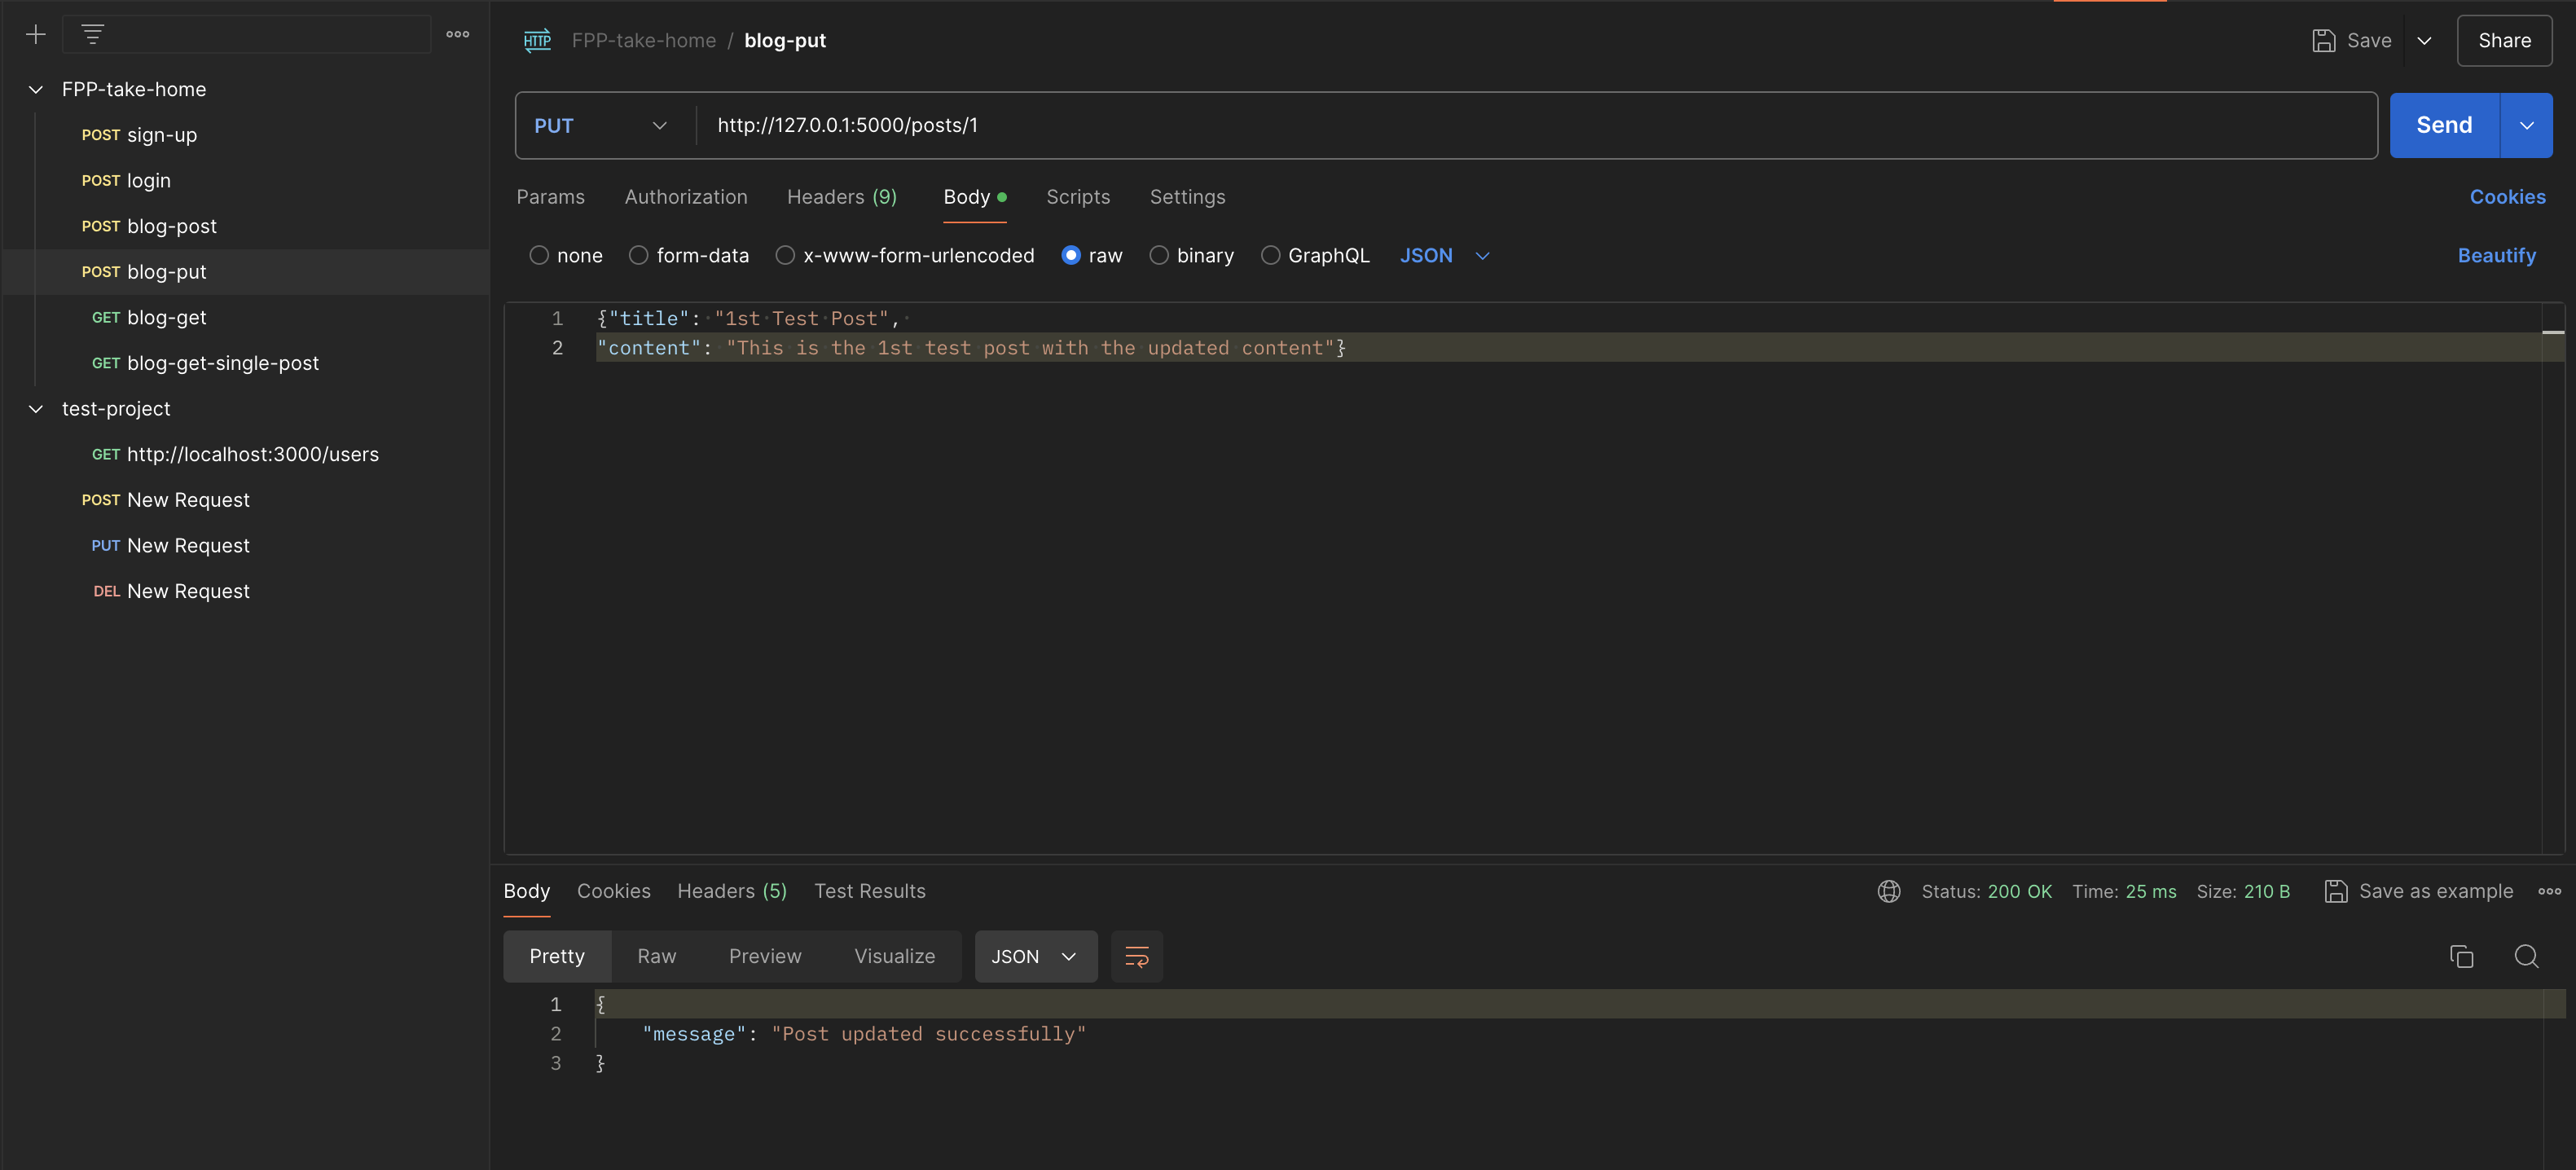 FPP-take-home
POST sign-up
POST login
POST blog-post
POST blog-put
GET blog-get
GET blog-get-single-post
test-project
GET http://localhost:3000/users
POST New Request
PUT New Request
DEL New Request
HTTP FPP-take-home / blog-put
Save
Share
PUT http://127.0.0.1:5000/posts/1
Send
Params Authorization Headers (9) Body Scripts Settings
Cookies
none form-data x-www-form-urlencoded raw binary GraphQL JSON
Beautify
1 {"title": "1st Test Post",
2 "content": "This is the 1st test post with the updated content"}
Body Cookies Headers (5) Test Results
Status: 200 OK Time: 25 ms Size: 210 B Save as example
Pretty Raw Preview Visualize JSON
1 {
2 "message": "Post updated successfully"
3 }